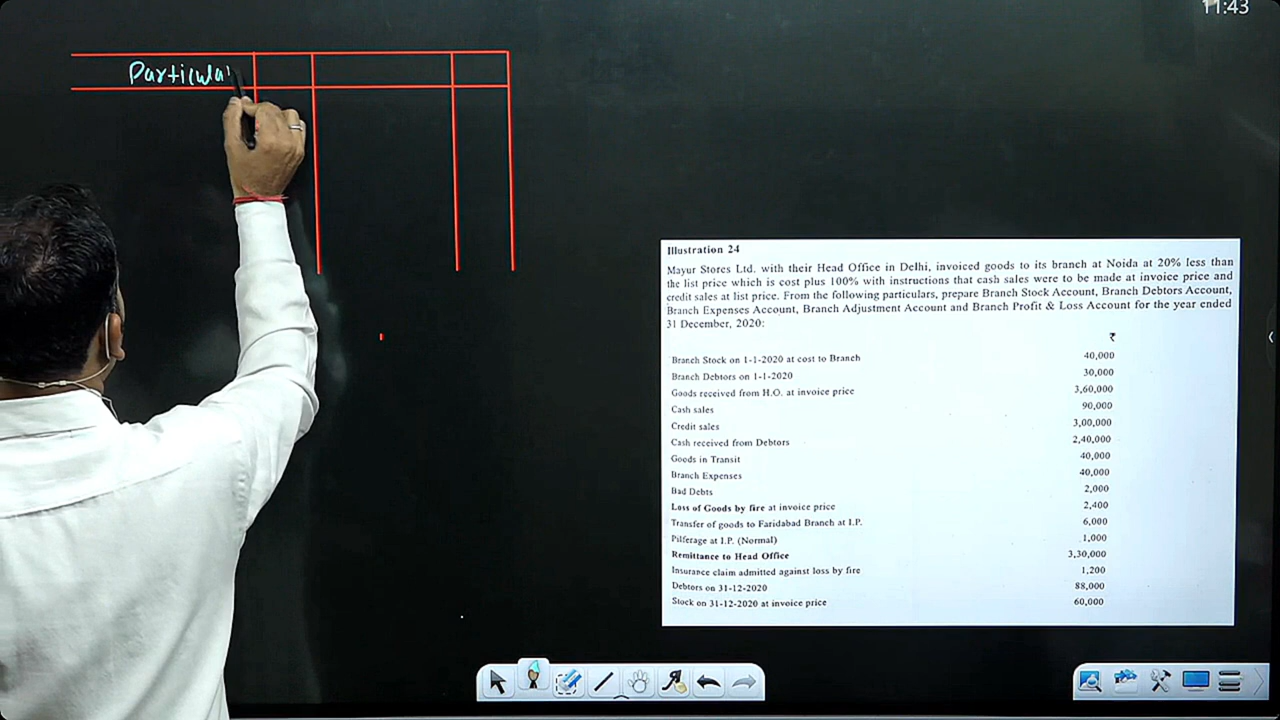 11:43
Particular
Illustration 24
Mayur Stores Ltd. with their Head Office in Delhi, invoiced goods to its branch at Noida at 20% less than
the list price which is cost plus 100% with instructions that cash sales were to be made at invoice price and
credit sales at list price. From the following particulars, prepare Branch Stock Account, Branch Debtors Account,
Branch Expenses Account, Branch Adjustment Account and Branch Profit & Loss Account for the year ended
31 December, 2020:
₹
Branch Stock on 1-1-2020 at cost to Branch 40,000
Branch Debtors on 1-1-2020 30,000
Goods received from H.O. at invoice price 3,60,000
Cash sales 90,000
Credit sales 3,00,000
Cash received from Debtors 2,40,000
Goods in Transit 40,000
Branch Expenses 40,000
Bad Debts 2,000
Loss of Goods by fire at invoice price 2,400
Transfer of goods to Faridabad Branch at I.P. 6,000
Pilferage at I.P. (Normal) 1,000
Remittance to Head Office 3,30,000
Insurance claim admitted against loss by fire 1,200
Debtors on 31-12-2020 88,000
Stock on 31-12-2020 at invoice price 60,000